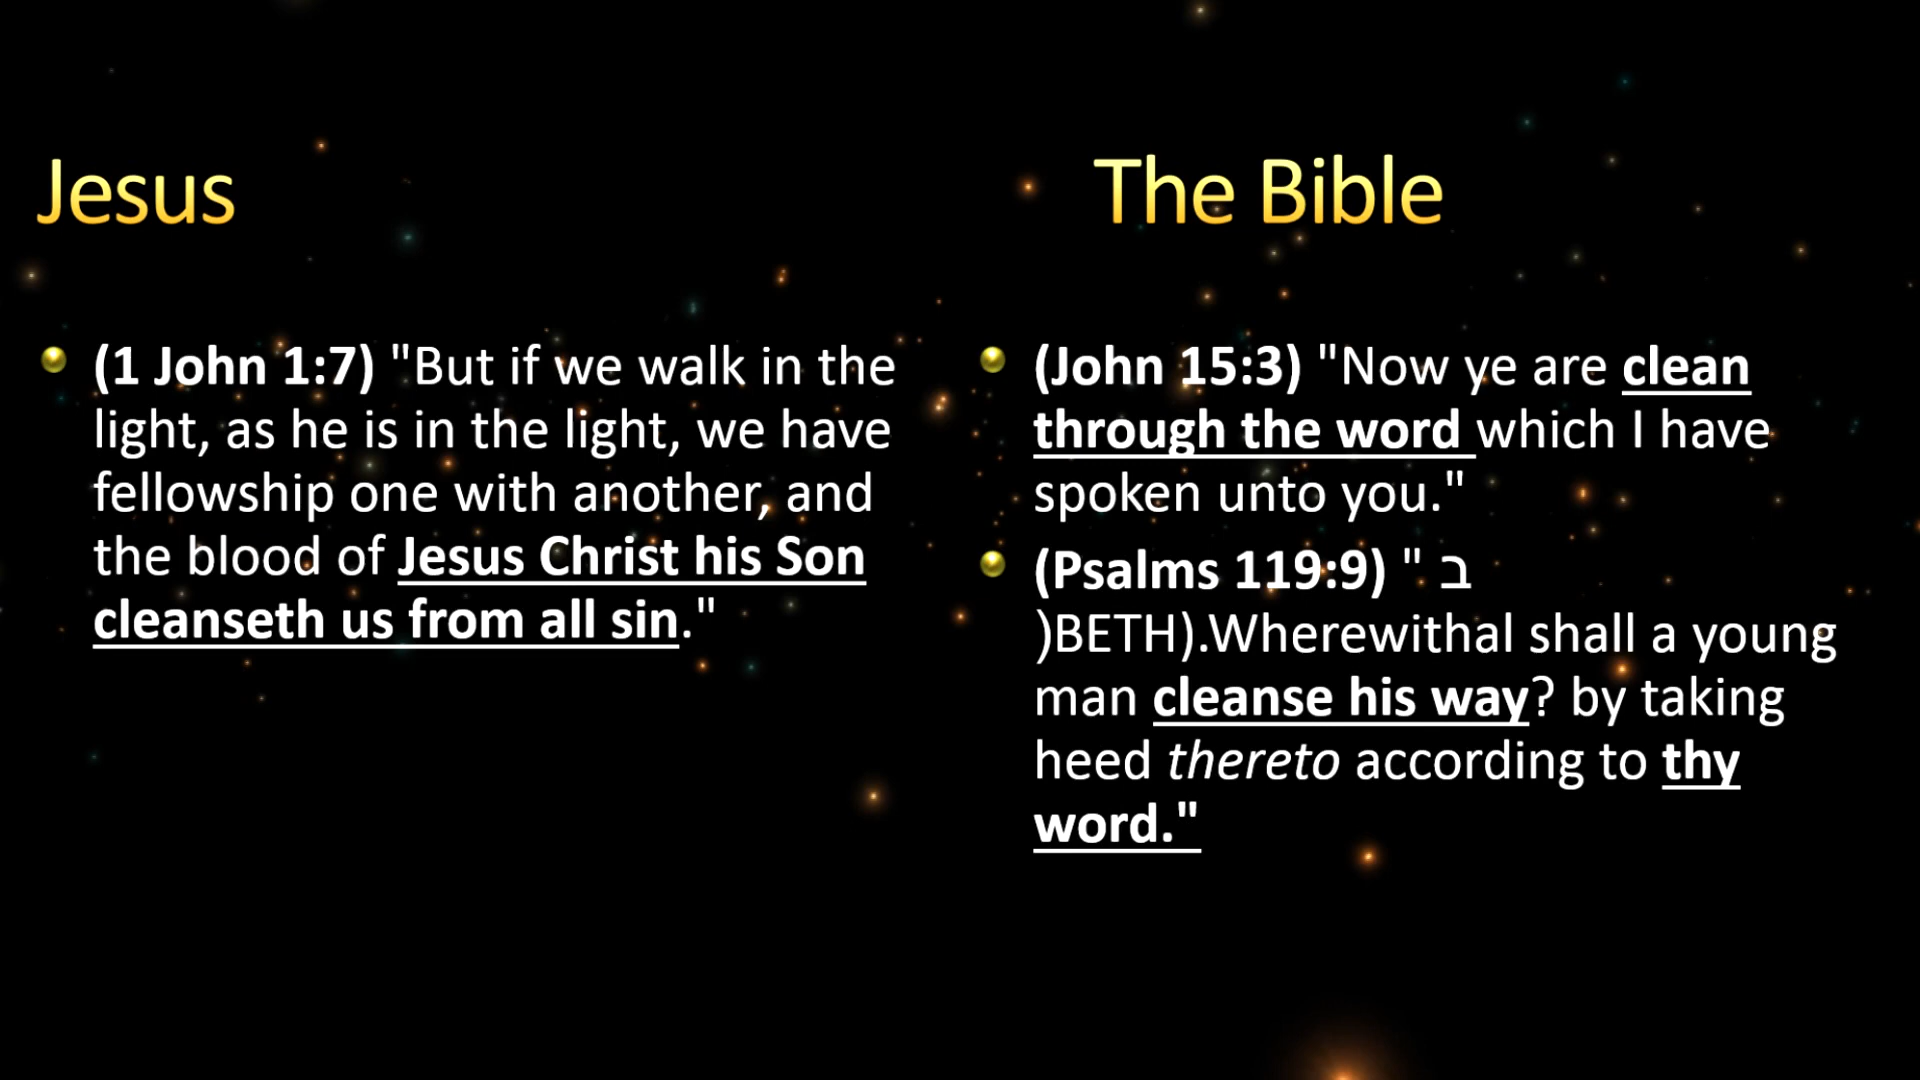 Jesus
(1 John 1:7) "But if we walk in the
light, as he is in the light, we have
fellowship one with another, and
the blood of Jesus Christ his Son
cleanseth us from all sin."
The Bible
(John 15:3) "Now ye are clean
through the word which I have
spoken unto you."
(Psalms 119:9) " ב
)BETH).Wherewithal shall a young
man cleanse his way? by taking
heed thereto according to thy
word."